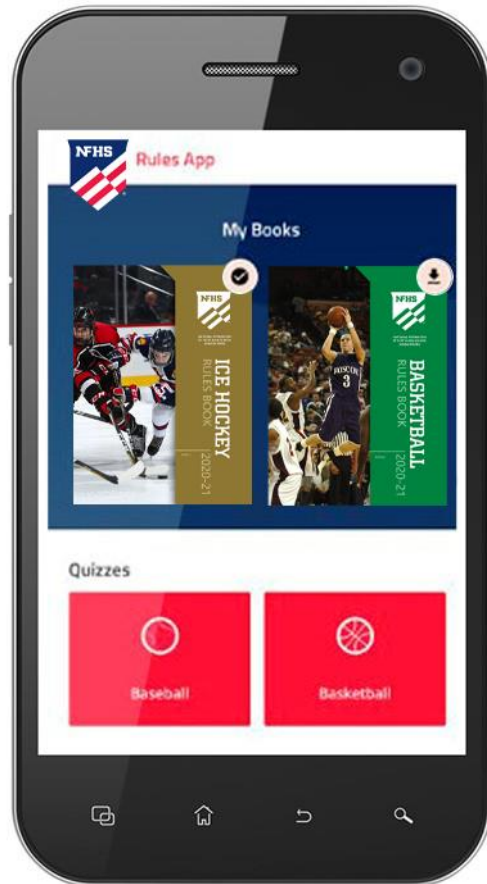 NFHS
Rules App
My Books
NFHS
ICE HOCKEY
RULES BOOK
2020-21
NFHS
BASKETBALL
RULES BOOK
2020-21
3
Quizzes
Baseball
Basketball